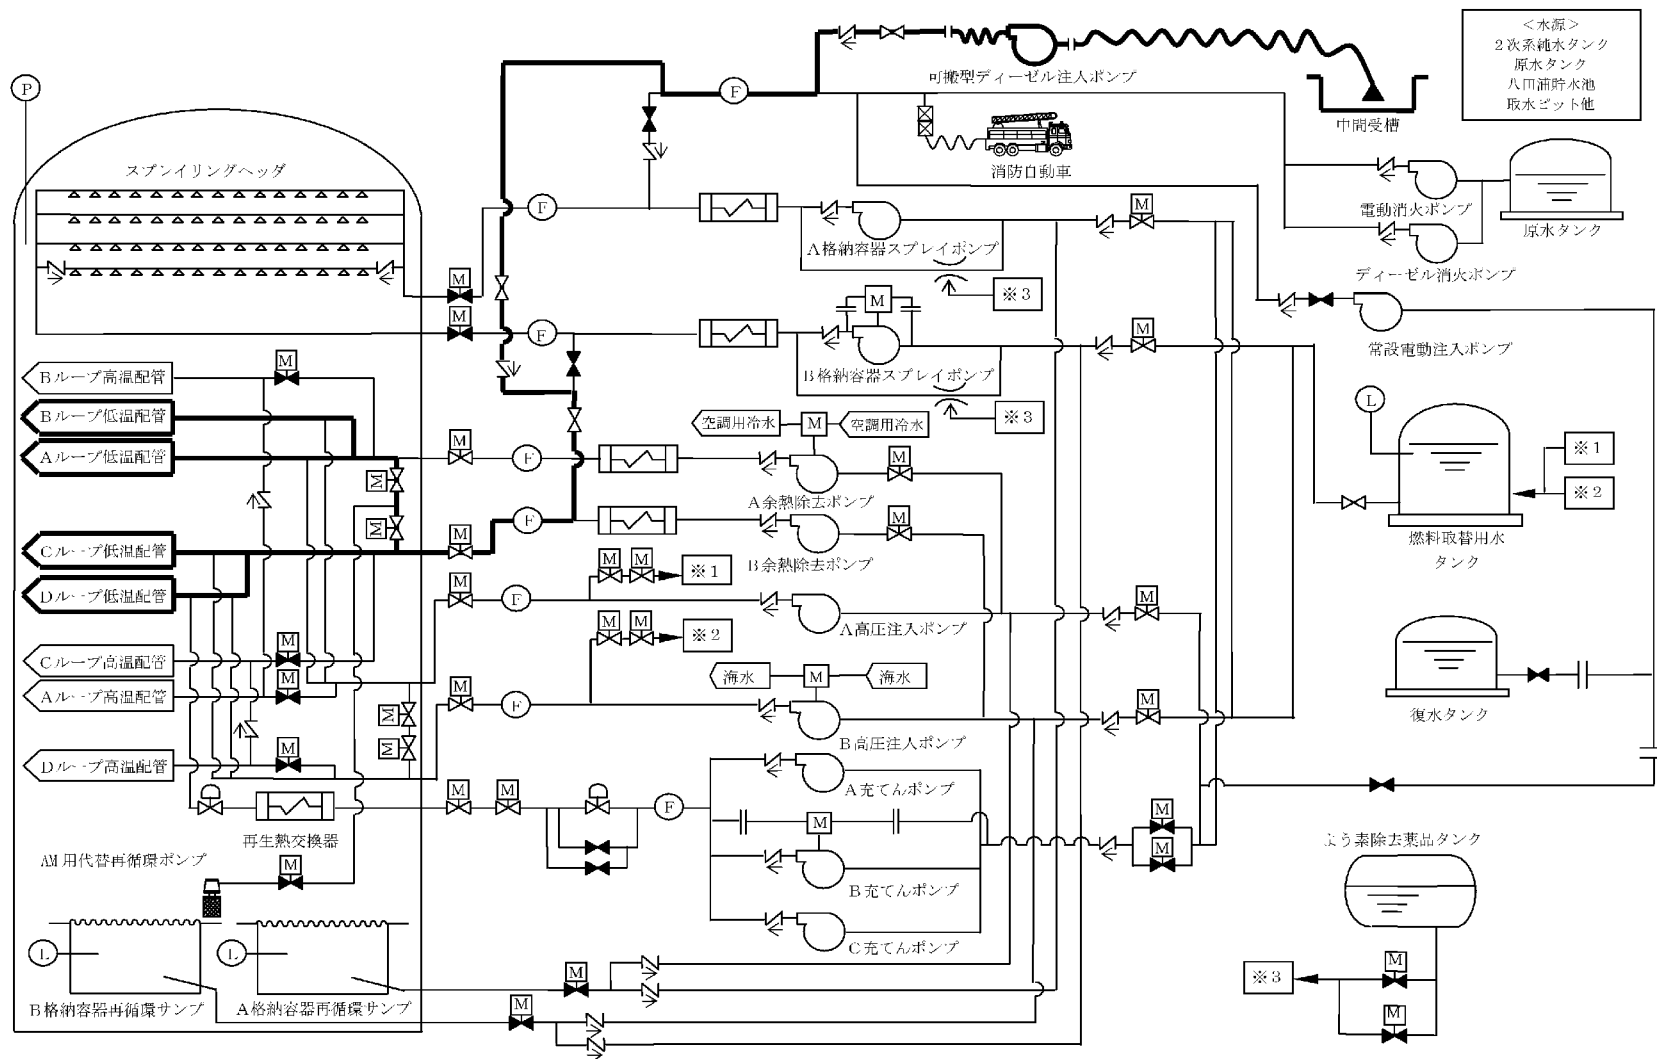 <水源>
2次系純水タンク
原水タンク
八田浦貯水池
取水ピット他
可搬型ディーゼル注入ポンプ
中間受槽
消防自動車
P
F
スプンイリングヘッダ
電動消火ポンプ
原水タンク
ディーゼル消火ポンプ
M
F
A格納容器スプレイポンプ
※3
M
M
F
M
M
B格納容器スプレイポンプ
※3
常設電動注入ポンプ
M
Bループ高温配管
Bループ低温配管
Aループ低温配管
M
F
空調用冷水
M
空調用冷水
M
A余熱除去ポンプ
L
※1
※2
燃料取替用水
タンク
M
M
Cループ低温配管
M
F
M
B余熱除去ポンプ
Dループ低温配管
M
F
M
M
※1
A高圧注入ポンプ
M
M
M
※2
Cループ高温配管
M
Aループ高温配管
M
M
F
海水
M
海水
B高圧注入ポンプ
M
復水タンク
M
M
Dループ高温配管
M
再生熱交換器
M
M
F
A充てんポンプ
M
B充てんポンプ
C充てんポンプ
M
M
よう素除去薬品タンク
AM用代替再循環ポンプ
M
L
L
B格納容器再循環サンプ
A格納容器再循環サンプ
M
M
※3
M
M